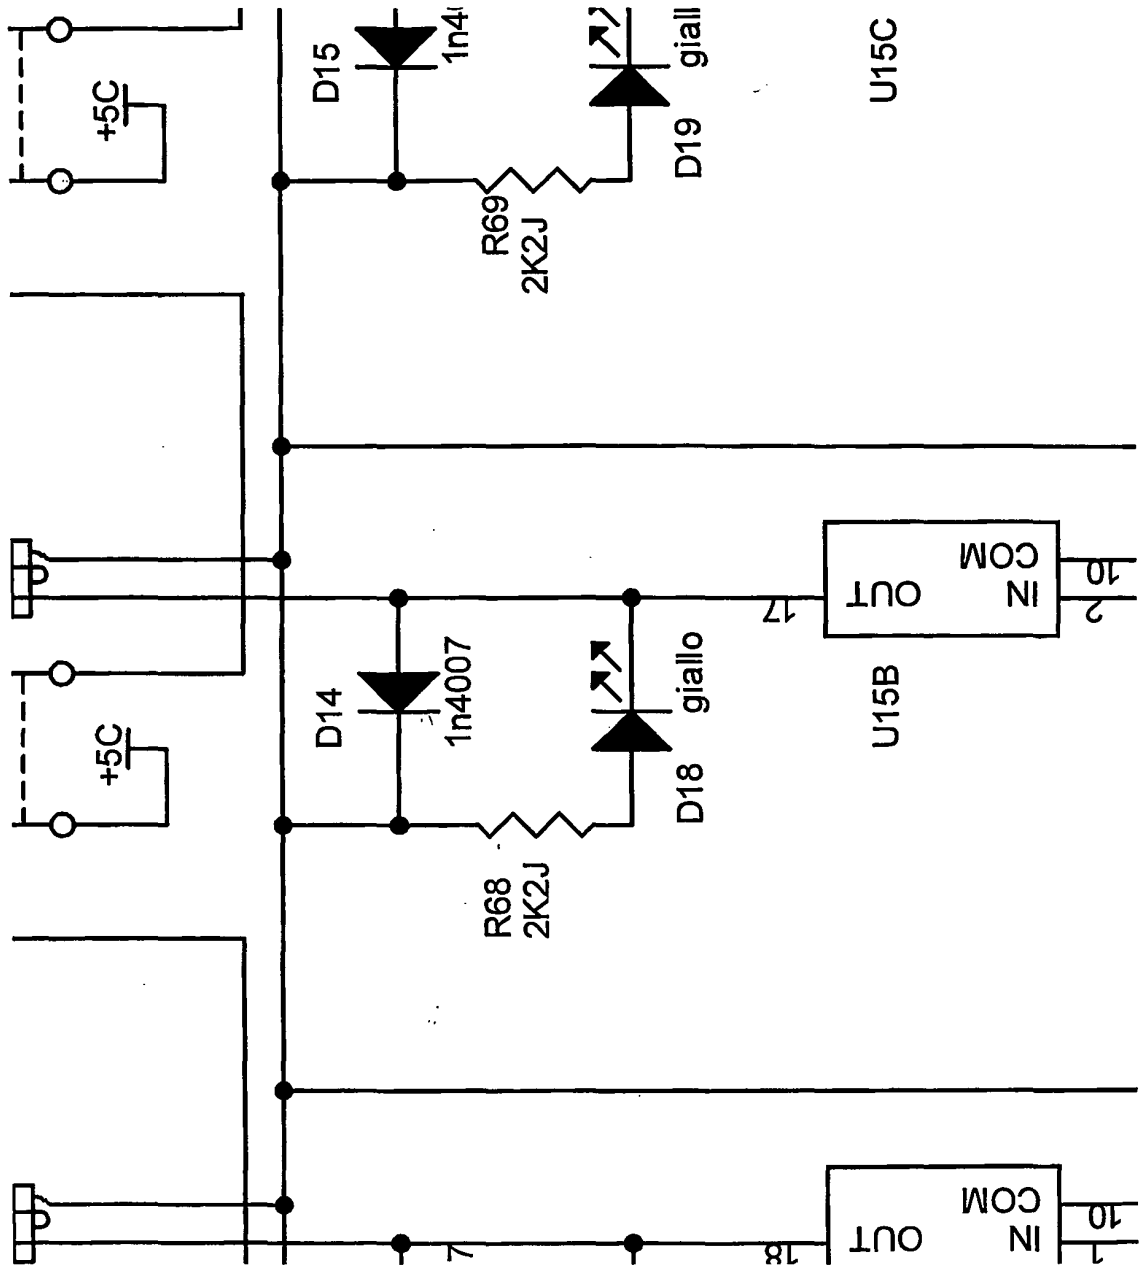 +5C
D15
1n4
giall
D19
U15C
R69
2K2J
COM
IN
OUT
10
2
17
U15B
+5C
D14
1n4007
giallo
D18
R68
2K2J
COM
IN
OUT
10
1
18
7